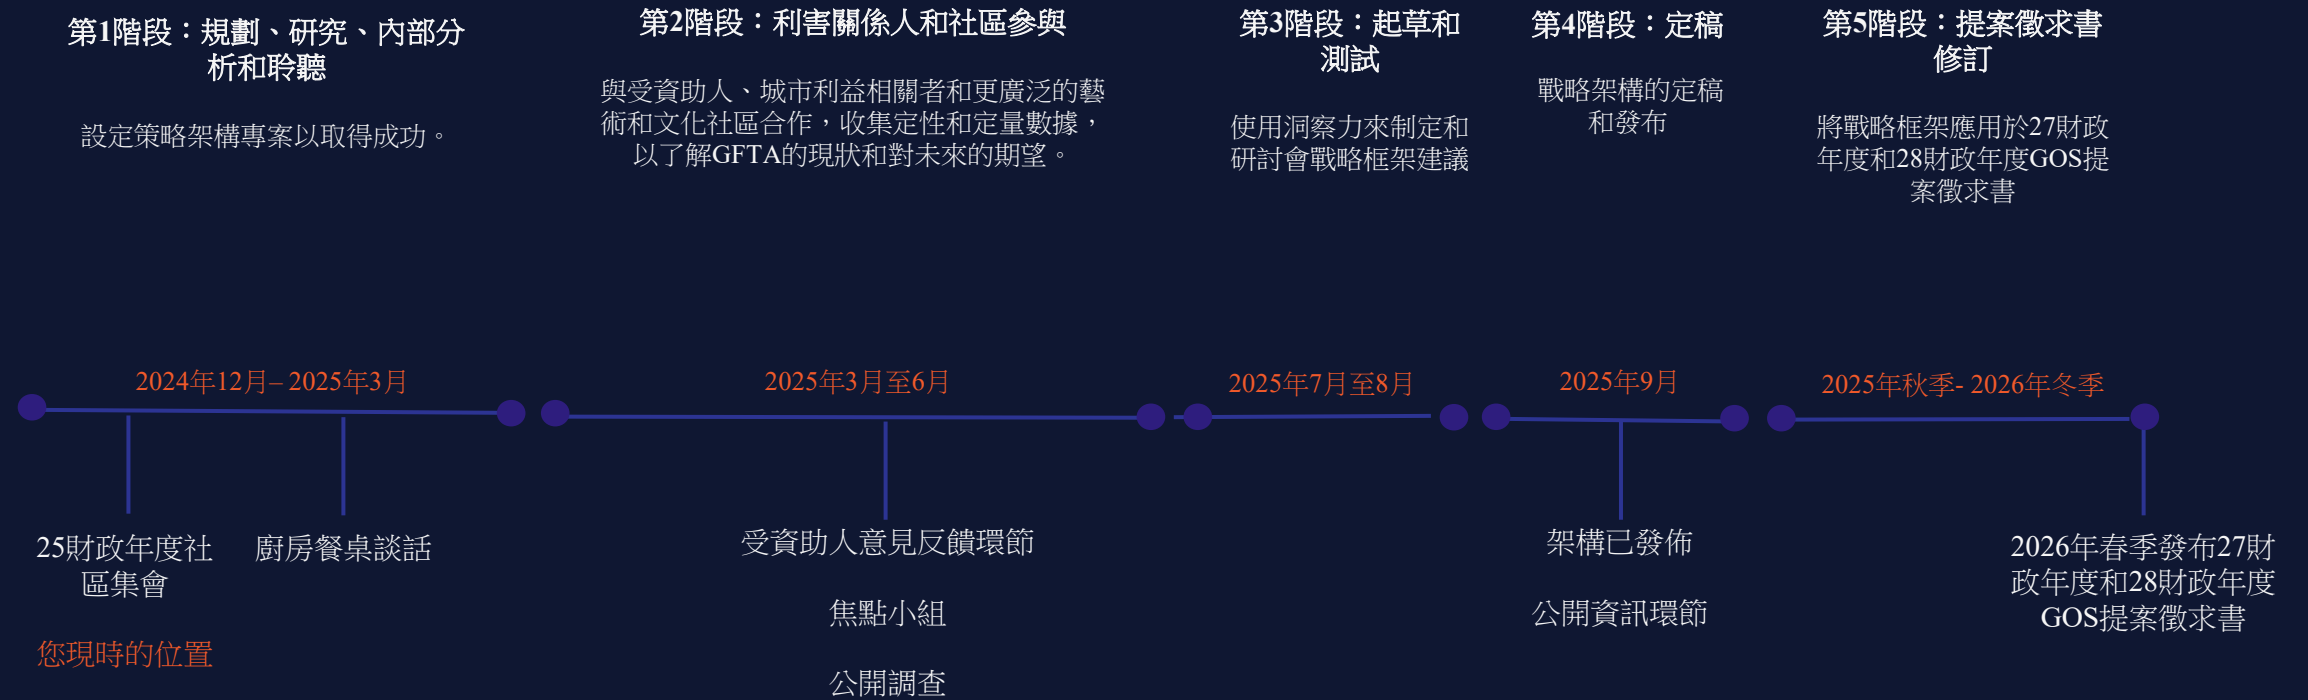 第1階段：規劃、研究、內部分
析和聆聽
設定策略架構專案以取得成功。
第2階段：利害關係人和社區參與
與受資助人、城市利益相關者和更廣泛的藝
術和文化社區合作，收集定性和定量數據，
以了解GFTA的現狀和對未來的期望。
第3階段：起草和
測試
使用洞察力來制定和
研討會戰略框架建議
第4階段：定稿
戰略架構的定稿
和發布
第5階段：提案徵求書
修訂
將戰略框架應用於27財政
年度和28財政年度GOS提
案徵求書
2024年12月– 2025年3月
2025年3月至6月
2025年7月至8月
2025年9月
2025年秋季- 2026年冬季
25財政年度社
區集會
您現時的位置
廚房餐桌談話
受資助人意見反饋環節
焦點小組
公開調查
架構已發佈
公開資訊環節
2026年春季發布27財
政年度和28財政年度
GOS提案徵求書